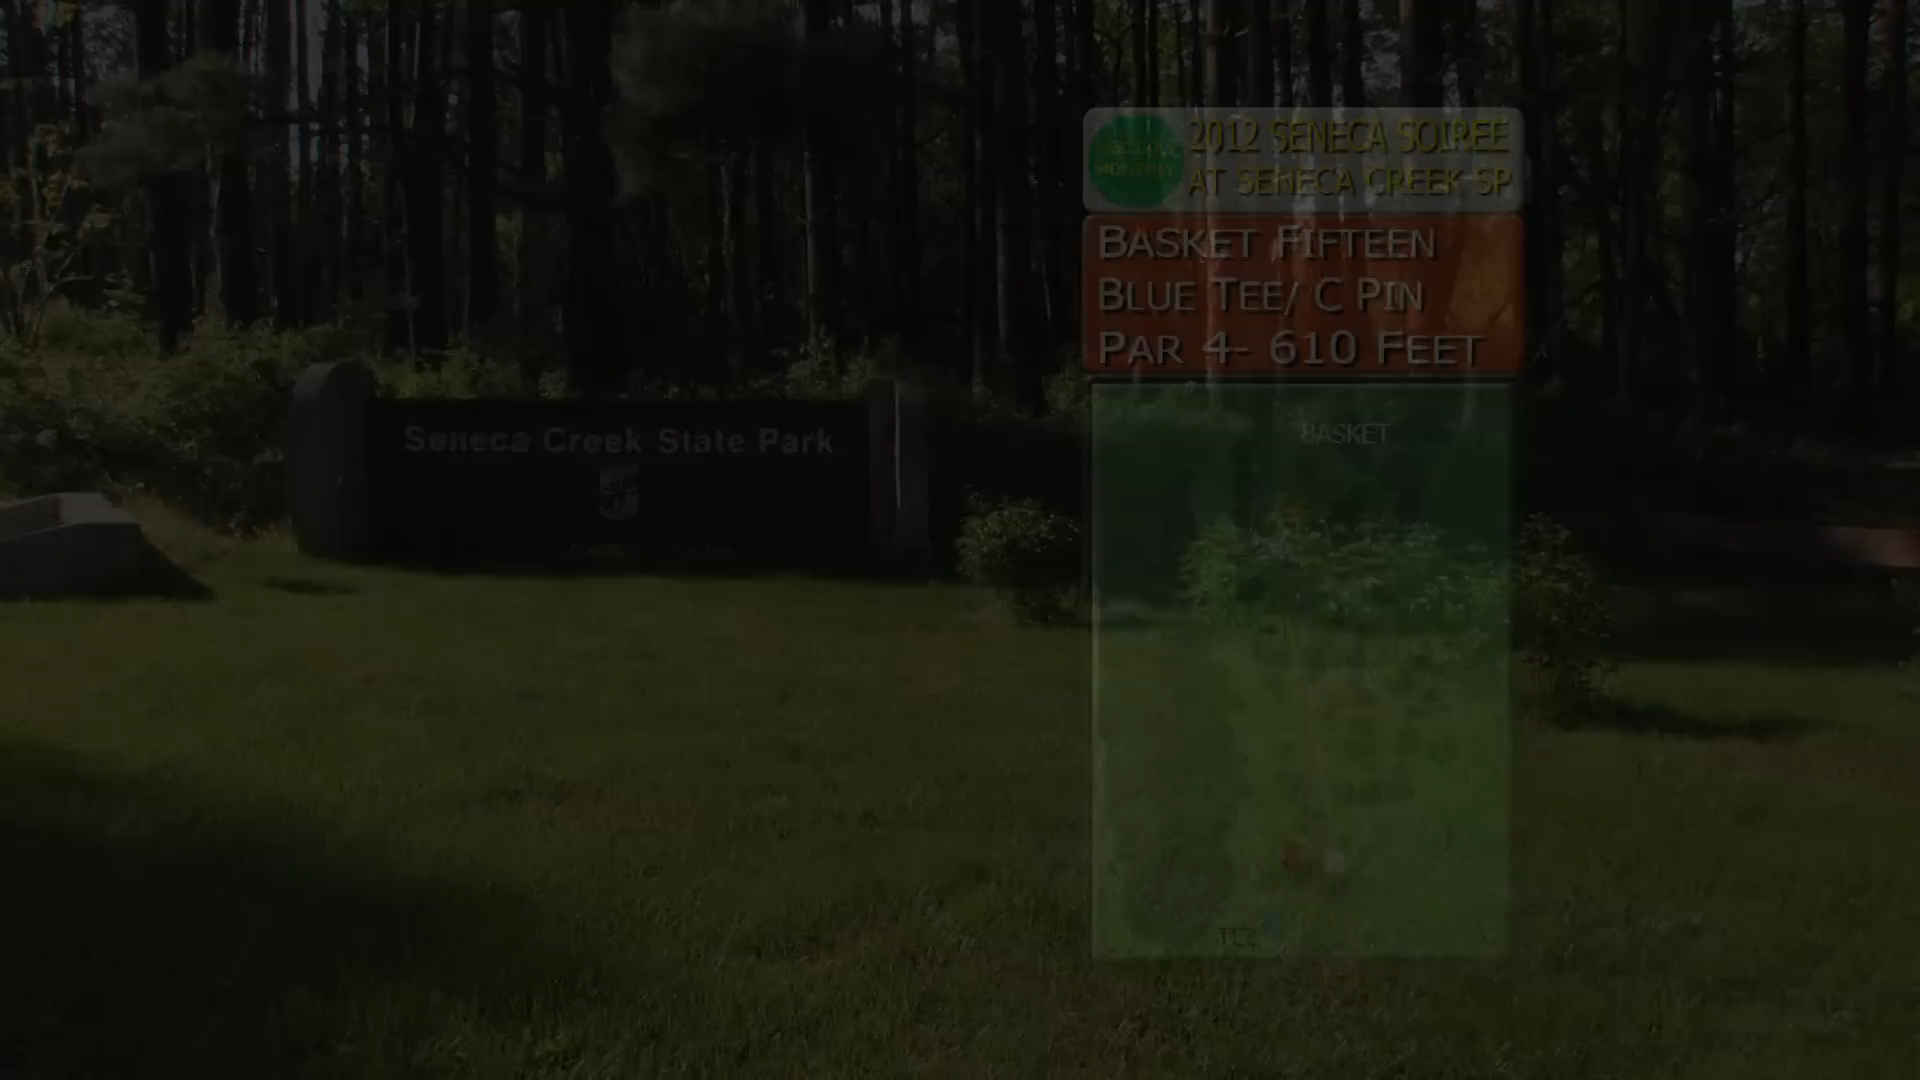 Seneca Creek State Park
2012 SENECA SOIREE
AT SENECA CREEK SP
BASKET FIFTEEN
BLUE TEE/ C PIN
PAR 4- 610 FEET
BASKET
TEE